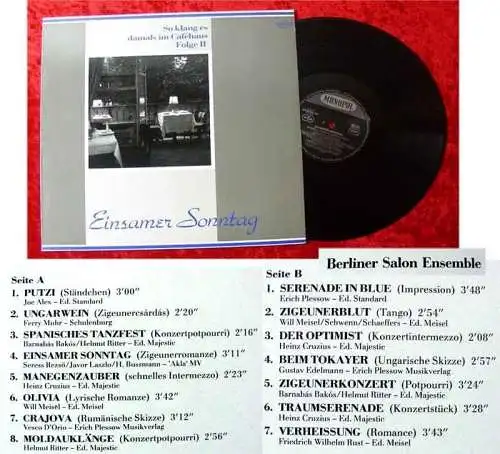 So klang es
damals im Caféhaus
Folge II
MONOPOL
Einsamer Sonntag
Berliner Salon Ensemble
Seite A
1. PUTZI (Ständchen) 3'00"
Joe Alex – Ed. Standard
2. UNGARWEIN (Zigeunercsárdás) 2'20"
Ferry Muhr – Schulenburg
3. SPANISCHES TANZFEST (Konzertpotpourri) 2'16"
Barnabás Bakós/Helmut Ritter – Ed. Majestic
4. EINSAMER SONNTAG (Zigeunerromanze) 3'11"
Seress Rezsö/Javor Laszlo/H. Bussmann – 'Akla' MV
5. MANEGENZAUBER (schnelles Intermezzo) 2'23"
Heinz Cruzius – Ed. Majestic
6. OLIVIA (Lyrische Romanze) 3'42"
Will Meisel – Ed. Meisel
7. CRAJOVA (Rumänische Skizze) 3'12"
Vesco D'Orio – Erich Plessow Musikverlag
8. MOLDAUKLÄNGE (Konzertpotpourri) 2'56"
Helmut Ritter – Ed. Majestic
Seite B
1. SERENADE IN BLUE (Impression) 3'48"
Erich Plessow – Ed. Standard
2. ZIGEUNERBLUT (Tango) 2'54"
Will Meisel/Schwenn/Schaeffers – Ed. Meisel
3. DER OPTIMIST (Konzertintermezzo) 2'08"
Heinz Cruzius – Ed. Majestic
4. BEIM TOKAYER (Ungarische Skizze) 2'57"
Gustav Edelmann – Erich Plessow Musikverlag
5. ZIGEUNERKONZERT (Potpourri) 3'24"
Barnabás Bakós/Helmut Ritter – Ed. Majestic
6. TRAUMSERENADE (Konzertstück) 3'28"
Heinz Cruzius – Ed. Majestic
7. VERHEISSUNG (Romance) 3'43"
Friedrich Wilhelm Rust – Ed. Meisel